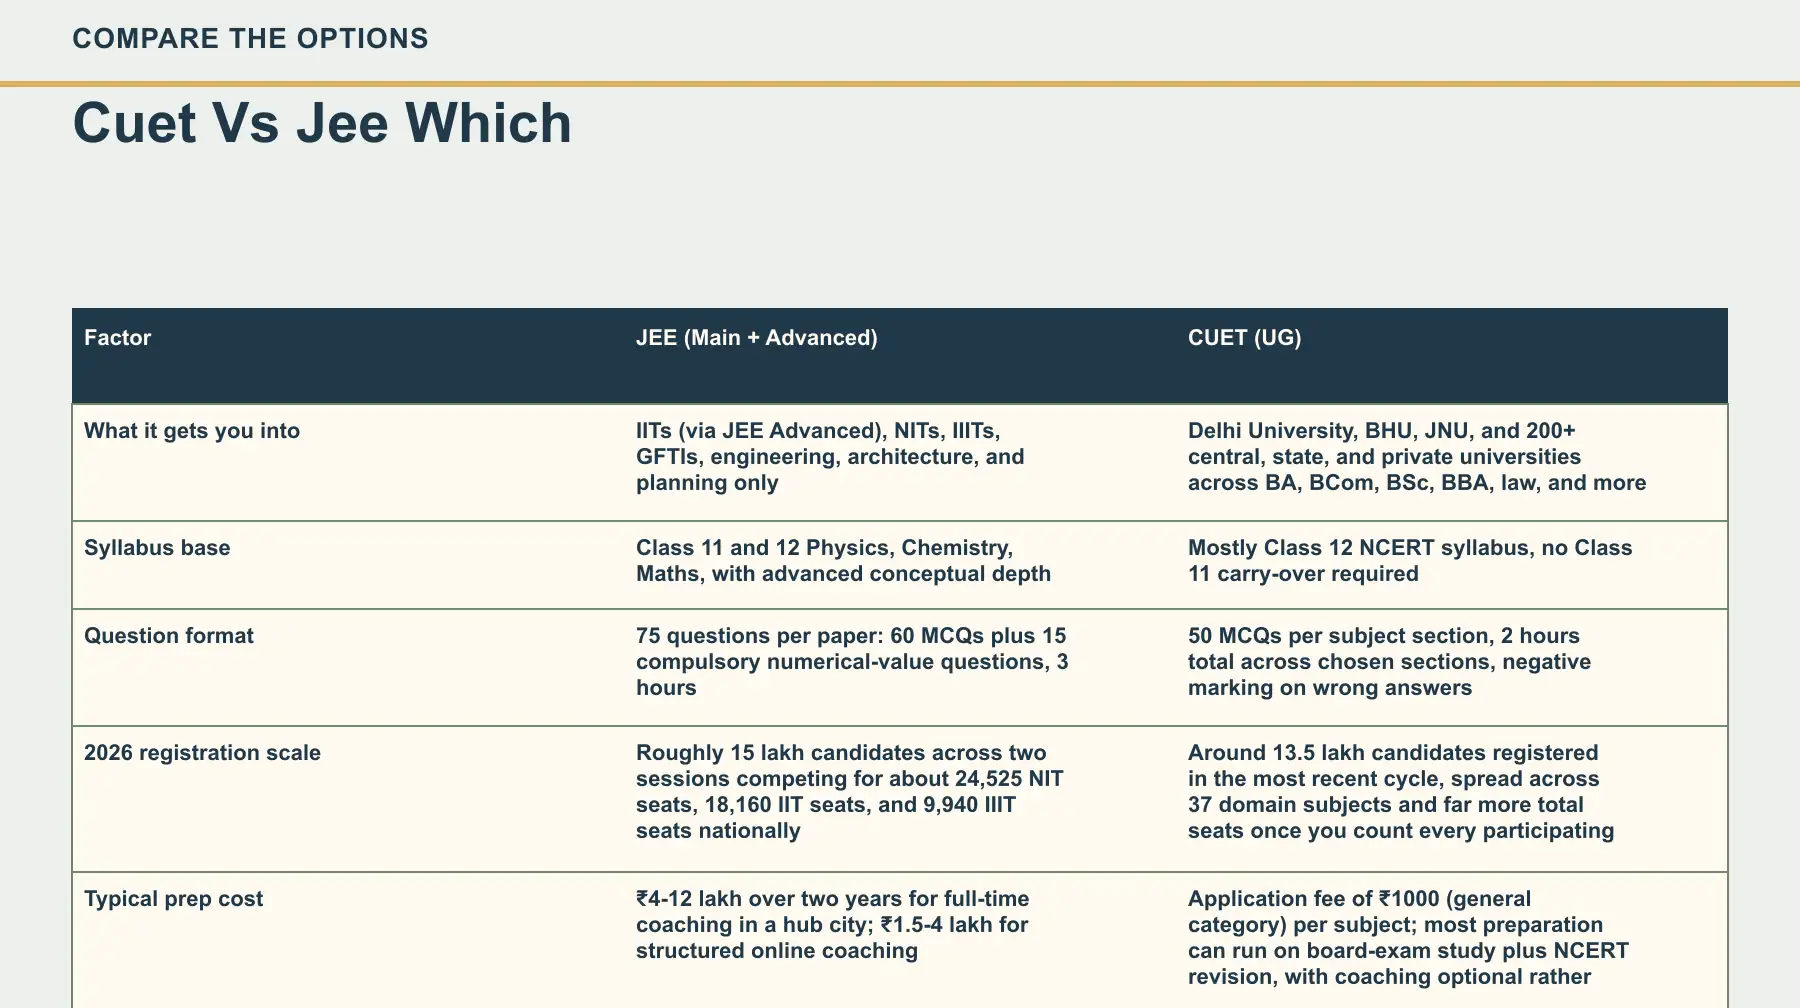 COMPARE THE OPTIONS
Cuet Vs Jee Which
Factor
JEE (Main + Advanced)
CUET (UG)
What it gets you into
IITs (via JEE Advanced), NITs, IIITs,
GFTIs, engineering, architecture, and
planning only
Delhi University, BHU, JNU, and 200+
central, state, and private universities
across BA, BCom, BSc, BBA, law, and more
Syllabus base
Class 11 and 12 Physics, Chemistry,
Maths, with advanced conceptual depth
Mostly Class 12 NCERT syllabus, no Class
11 carry-over required
Question format
75 questions per paper: 60 MCQs plus 15
compulsory numerical-value questions, 3
hours
50 MCQs per subject section, 2 hours
total across chosen sections, negative
marking on wrong answers
2026 registration scale
Roughly 15 lakh candidates across two
sessions competing for about 24,525 NIT
seats, 18,160 IIT seats, and 9,940 IIIT
seats nationally
Around 13.5 lakh candidates registered
in the most recent cycle, spread across
37 domain subjects and far more total
seats once you count every participating
Typical prep cost
₹4-12 lakh over two years for full-time
coaching in a hub city; ₹1.5-4 lakh for
structured online coaching
Application fee of ₹1000 (general
category) per subject; most preparation
can run on board-exam study plus NCERT
revision, with coaching optional rather